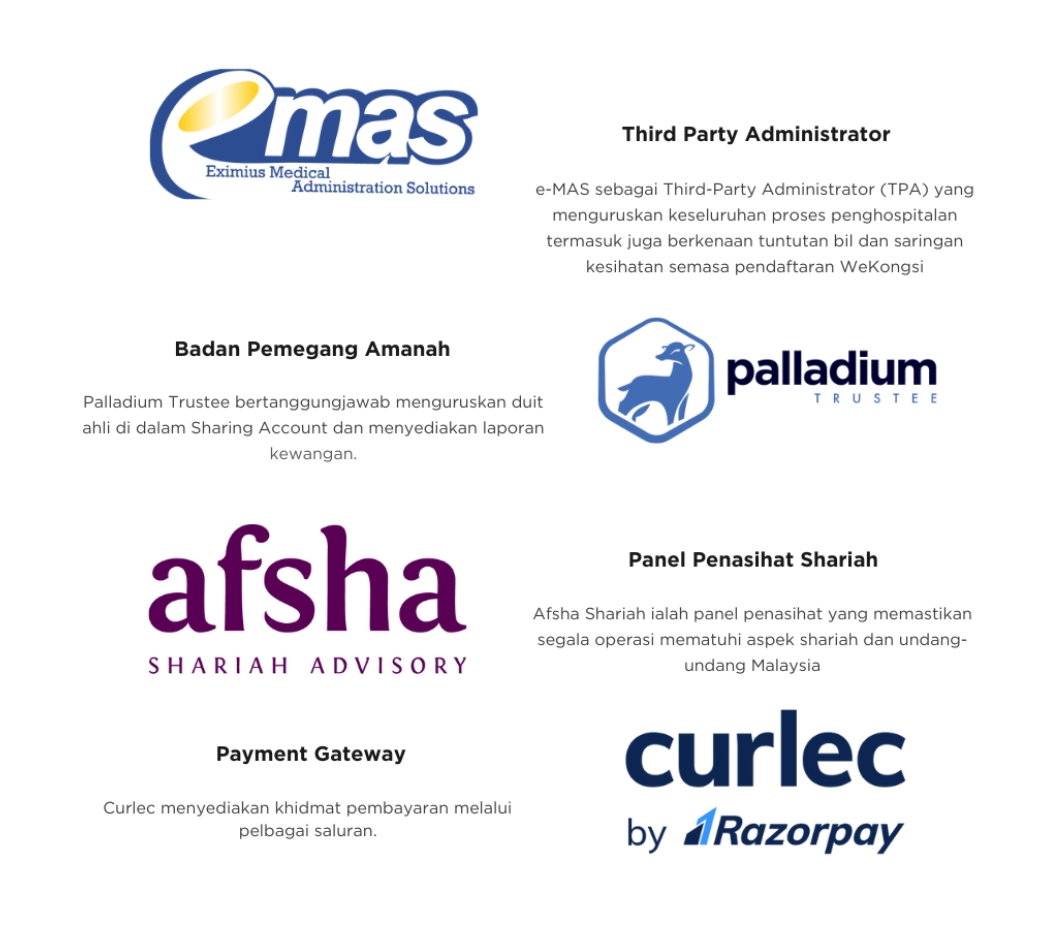 emas
Eximius Medical
Administration Solutions
Third Party Administrator
e-MAS sebagai Third-Party Administrator (TPA) yang
menguruskan keseluruhan proses penghospitalan
termasuk juga berkenaan tuntutan bil dan saringan
kesihatan semasa pendaftaran WeKongsi
Badan Pemegang Amanah
Palladium Trustee bertanggungjawab menguruskan duit
ahli di dalam Sharing Account dan menyediakan laporan
kewangan.
palladium
TRUSTEE
afsha
SHARIAH ADVISORY
Panel Penasihat Shariah
Afsha Shariah ialah panel penasihat yang memastikan
segala operasi mematuhi aspek shariah dan undang-
undang Malaysia
Payment Gateway
Curlec menyediakan khidmat pembayaran melalui
pelbagai saluran.
curlec
by Razorpay